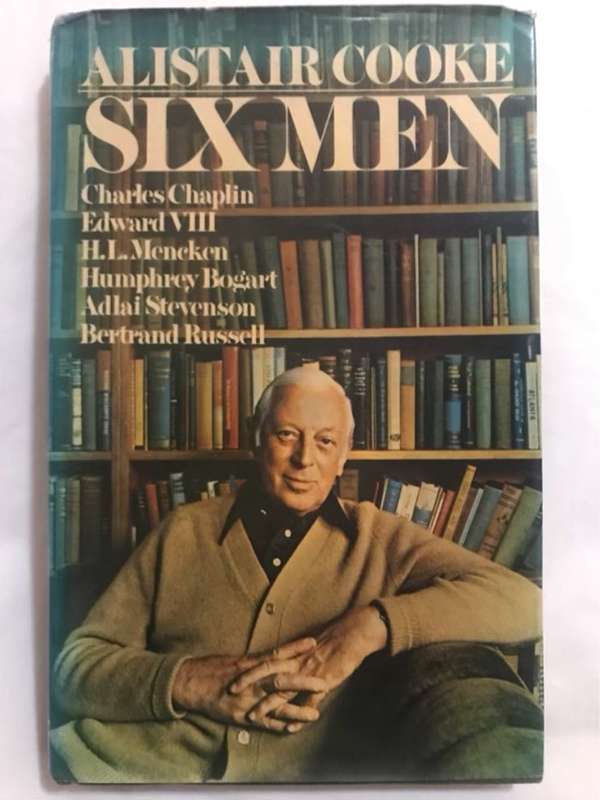 ALISTAIR COOKE
SIX MEN
Charles Chaplin
Edward VIII
H.L. Mencken
Humphrey Bogart
Adlai Stevenson
Bertrand Russell